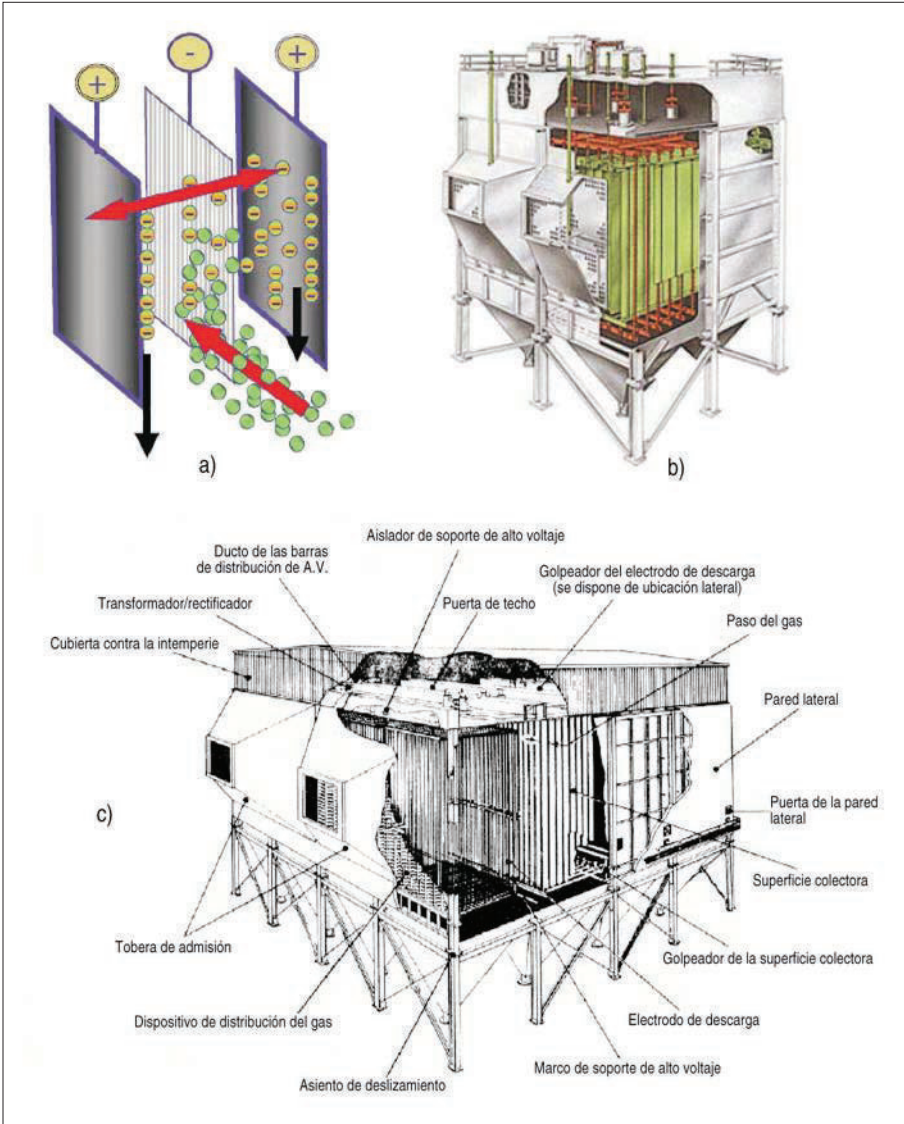 +
-
+
a)
b)
Aislador de soporte de alto voltaje
Ducto de las barras
de distribución de A.V.
Golpeador del electrodo de descarga
(se dispone de ubicación lateral)
Transformador/rectificador
Puerta de techo
Paso del gas
Cubierta contra la intemperie
Pared lateral
c)
Puerta de la pared
lateral
Superficie colectora
Tobera de admisión
Golpeador de la superficie colectora
Dispositivo de distribución del gas
Electrodo de descarga
Marco de soporte de alto voltaje
Asiento de deslizamiento